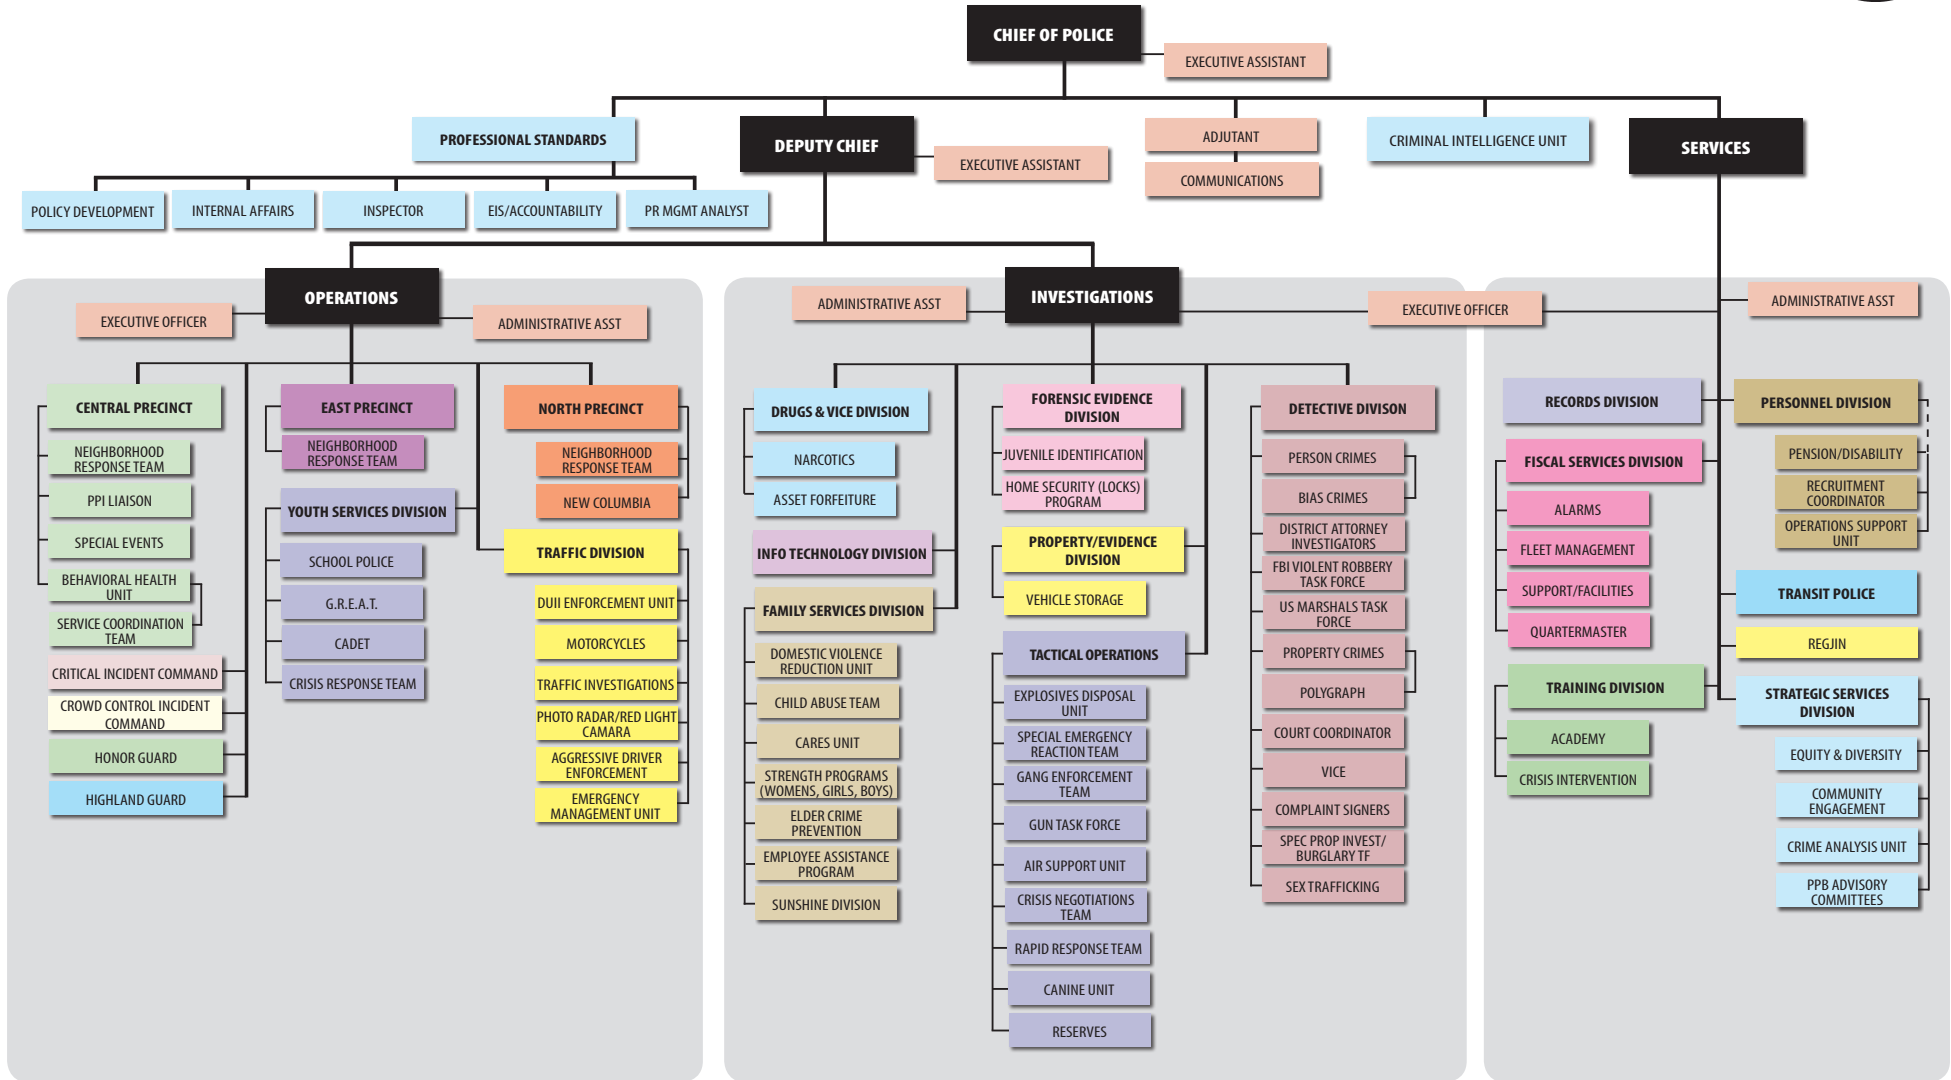 CHIEF OF POLICE
EXECUTIVE ASSISTANT
PROFESSIONAL STANDARDS
DEPUTY CHIEF
EXECUTIVE ASSISTANT
ADJUTANT
COMMUNICATIONS
CRIMINAL INTELLIGENCE UNIT
SERVICES
POLICY DEVELOPMENT
INTERNAL AFFAIRS
INSPECTOR
EIS/ACCOUNTABILITY
PR MGMT ANALYST
OPERATIONS
EXECUTIVE OFFICER
ADMINISTRATIVE ASST
CENTRAL PRECINCT
NEIGHBORHOOD
RESPONSE TEAM
PPI LIAISON
SPECIAL EVENTS
BEHAVIORAL HEALTH
UNIT
SERVICE COORDINATION
TEAM
CRITICAL INCIDENT COMMAND
CROWD CONTROL INCIDENT
COMMAND
HONOR GUARD
HIGHLAND GUARD
EAST PRECINCT
NEIGHBORHOOD
RESPONSE TEAM
YOUTH SERVICES DIVISION
SCHOOL POLICE
G.R.E.A.T.
CADET
CRISIS RESPONSE TEAM
NORTH PRECINCT
NEIGHBORHOOD
RESPONSE TEAM
NEW COLUMBIA
TRAFFIC DIVISION
DUII ENFORCEMENT UNIT
MOTORCYCLES
TRAFFIC INVESTIGATIONS
PHOTO RADAR/RED LIGHT
CAMARA
AGGRESSIVE DRIVER
ENFORCEMENT
EMERGENCY
MANAGEMENT UNIT
INVESTIGATIONS
ADMINISTRATIVE ASST
EXECUTIVE OFFICER
DRUGS & VICE DIVISION
NARCOTICS
ASSET FORFEITURE
INFO TECHNOLOGY DIVISION
FAMILY SERVICES DIVISION
DOMESTIC VIOLENCE
REDUCTION UNIT
CHILD ABUSE TEAM
CARES UNIT
STRENGTH PROGRAMS
(WOMENS, GIRLS, BOYS)
ELDER CRIME
PREVENTION
EMPLOYEE ASSISTANCE
PROGRAM
SUNSHINE DIVISION
FORENSIC EVIDENCE
DIVISION
JUVENILE IDENTIFICATION
HOME SECURITY (LOCKS)
PROGRAM
PROPERTY/EVIDENCE
DIVISION
VEHICLE STORAGE
TACTICAL OPERATIONS
EXPLOSIVES DISPOSAL
UNIT
SPECIAL EMERGENCY
REACTION TEAM
GANG ENFORCEMENT
TEAM
GUN TASK FORCE
AIR SUPPORT UNIT
CRISIS NEGOTIATIONS
TEAM
RAPID RESPONSE TEAM
CANINE UNIT
RESERVES
DETECTIVE DIVISON
PERSON CRIMES
BIAS CRIMES
DISTRICT ATTORNEY
INVESTIGATORS
FBI VIOLENT ROBBERY
TASK FORCE
US MARSHALS TASK
FORCE
PROPERTY CRIMES
POLYGRAPH
COURT COORDINATOR
VICE
COMPLAINT SIGNERS
SPEC PROP INVEST/
BURGLARY TF
SEX TRAFFICKING
ADMINISTRATIVE ASST
RECORDS DIVISION
FISCAL SERVICES DIVISION
ALARMS
FLEET MANAGEMENT
SUPPORT/FACILITIES
QUARTERMASTER
TRAINING DIVISION
ACADEMY
CRISIS INTERVENTION
PERSONNEL DIVISION
PENSION/DISABILITY
RECRUITMENT
COORDINATOR
OPERATIONS SUPPORT
UNIT
TRANSIT POLICE
REGJIN
STRATEGIC SERVICES
DIVISION
EQUITY & DIVERSITY
COMMUNITY
ENGAGEMENT
CRIME ANALYSIS UNIT
PPB ADVISORY
COMMITTEES